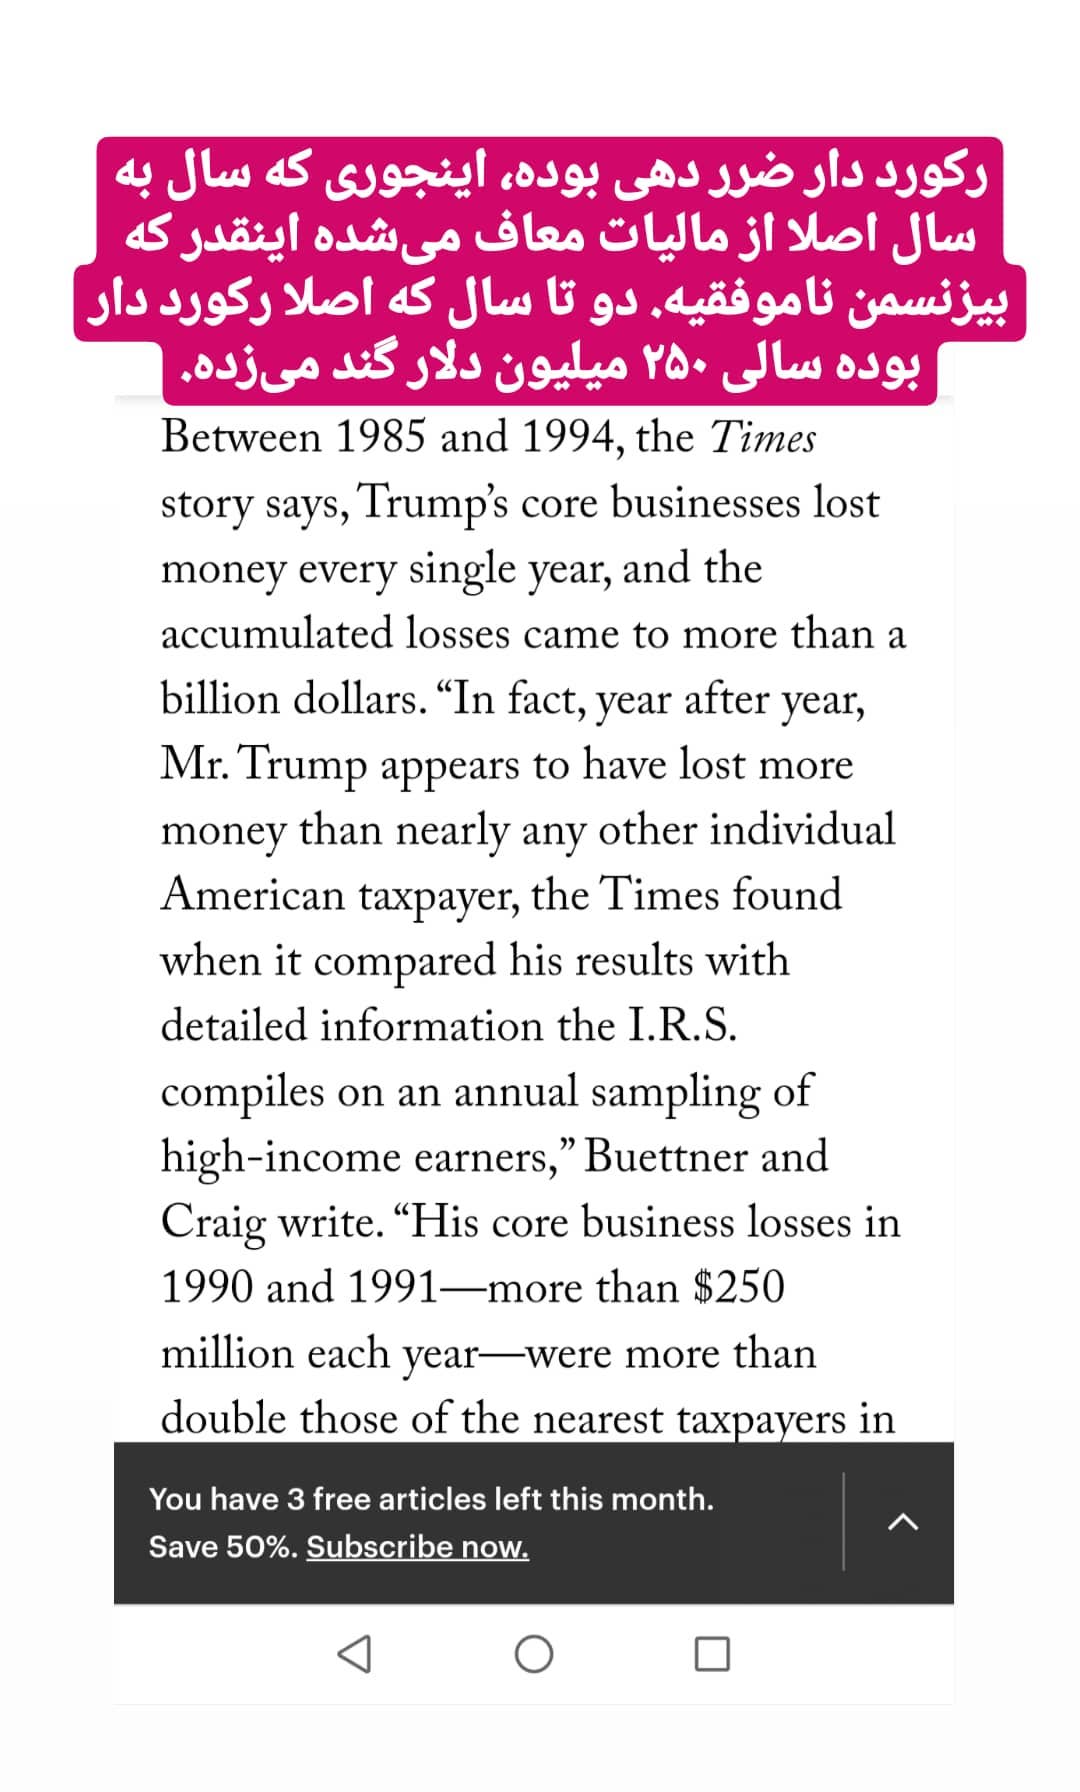 رکورد دار ضرر دهی بوده، اینجوری که سال به
سال اصلا از مالیات معاف می‌شده اینقدر که
بیزنسمن ناموفقیه. دو تا سال که اصلا رکورد دار
بوده سالی ۲۵۰ میلیون دلار گند می‌زده.
Between 1985 and 1994, the Times
story says, Trump’s core businesses lost
money every single year, and the
accumulated losses came to more than a
billion dollars. “In fact, year after year,
Mr. Trump appears to have lost more
money than nearly any other individual
American taxpayer, the Times found
when it compared his results with
detailed information the I.R.S.
compiles on an annual sampling of
high-income earners,” Buettner and
Craig write. “His core business losses in
1990 and 1991—more than $250
million each year—were more than
double those of the nearest taxpayers in
You have 3 free articles left this month.
Save 50%. Subscribe now.